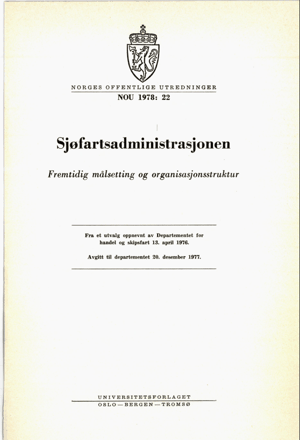 NORGES OFFENTLIGE UTREDNINGER
NOU 1978: 22
Sjøfartsadministrasjonen
Fremtidig målsetting og organisasjonsstruktur
Fra et utvalg oppnevnt av Departementet for
handel og skipsfart 13. april 1976.
Avgitt til departementet 20. desember 1977.
UNIVERSITETSFORLAGET
OSLO — BERGEN — TROMSØ